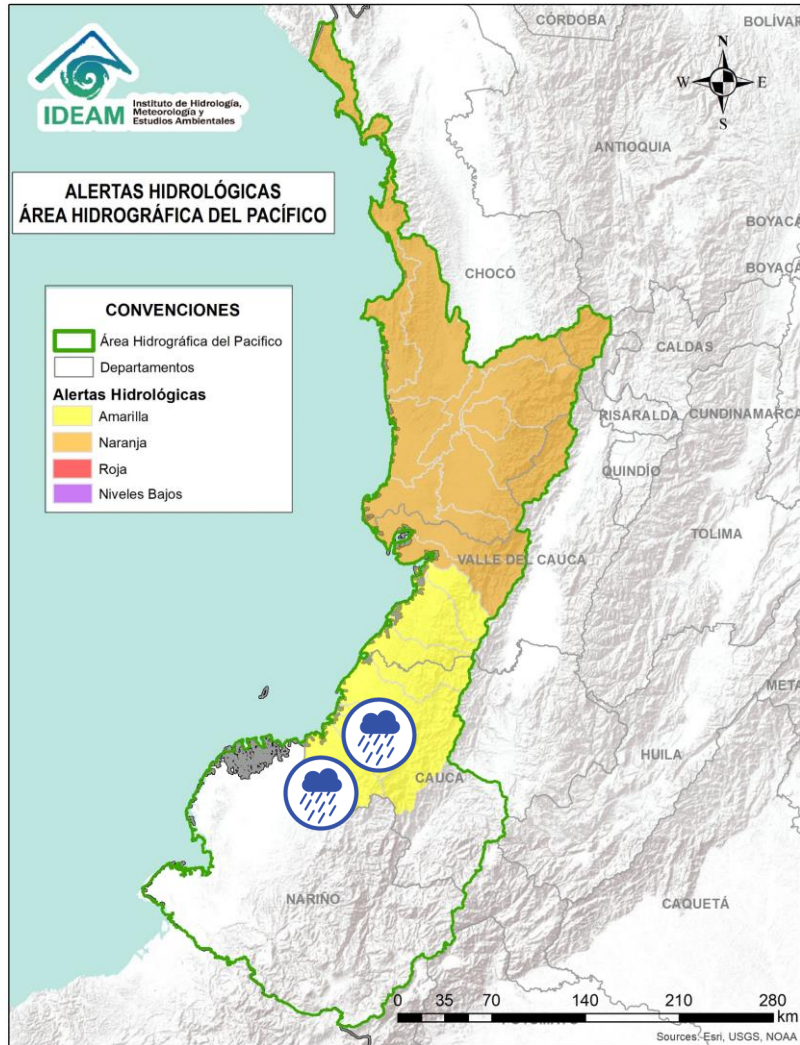 IDEAM
Instituto de Hidrología,
Meteorología y
Estudios Ambientales
ALERTAS HIDROLÓGICAS
ÁREA HIDROGRÁFICA DEL PACÍFICO
CONVENCIONES
Área Hidrográfica del Pacifico
Departamentos
Alertas Hidrológicas
Amarilla
Naranja
Roja
Niveles Bajos
CÓRDOBA
BOLÍVAR
N
W
E
S
ANTIOQUIA
BOYACÁ
CHOCÓ
BOYACÁ
CALDAS
RISARALDA
CUNDINAMARCA
QUINDÍO
TOLIMA
VALLE DEL CAUCA
META
HUILA
CAUCA
NARIÑO
CAQUETÁ
0 35 70 140 210 280
km
Sources: Esri, USGS, NOAA